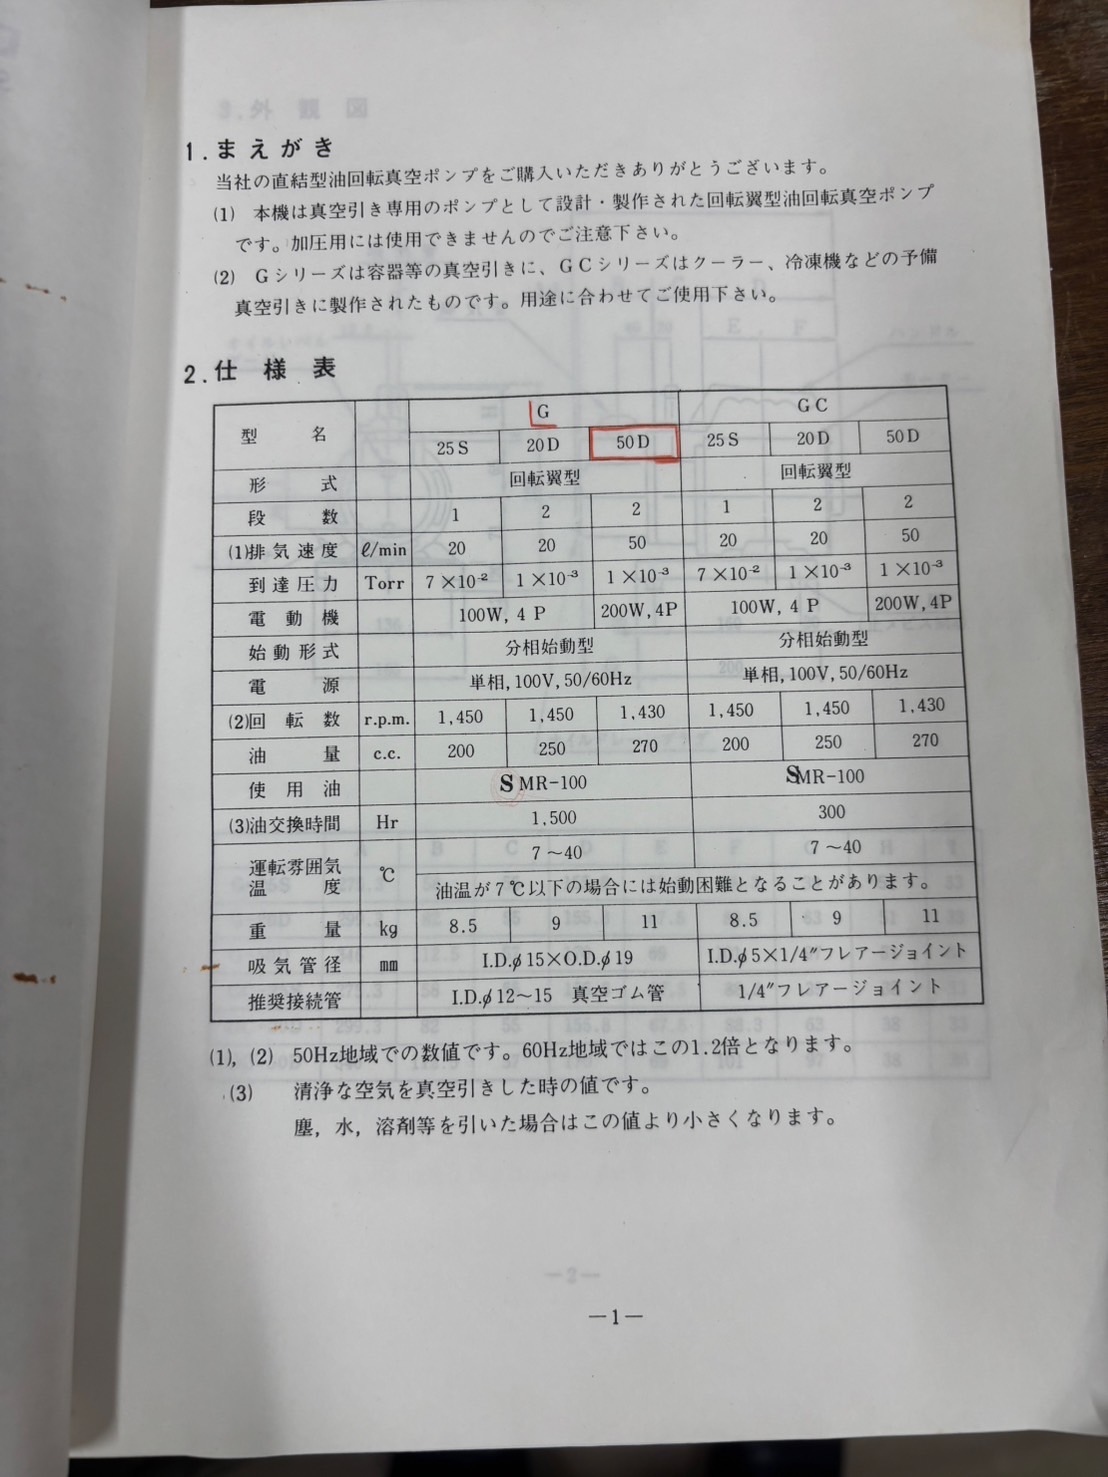 1.まえがき
当社の直結型油回転真空ポンプをご購入いただきありがとうございます。
(1) 本機は真空引き専用のポンプとして設計・製作された回転翼型油回転真空ポンプ
です。加圧用には使用できませんのでご注意下さい。
(2) Gシリーズは容器等の真空引きに、GCシリーズはクーラー、冷凍機などの予備
真空引きに製作されたものです。用途に合わせてご使用下さい。
2.仕様表
型名 G GC
25S 20D 50D 25S 20D 50D
形式 回転翼型 回転翼型
段数 1 2 2 1 2 2
(1)排気速度 ℓ/min 20 20 50 20 20 50
到達圧力 Torr 7×10⁻² 1×10⁻³ 1×10⁻³ 7×10⁻² 1×10⁻³ 1×10⁻³
電動機 100W, 4P 200W, 4P 100W, 4P 200W, 4P
始動形式 分相始動型 分相始動型
電源 単相, 100V, 50/60Hz 単相, 100V, 50/60Hz
(2)回転数 r.p.m. 1,450 1,450 1,430 1,450 1,450 1,430
油量 c.c. 200 250 270 200 250 270
使用油 SMR-100 SMR-100
(3)油交換時間 Hr 1,500 300
運転雰囲気 温度 ℃ 7～40 7～40
油温が7℃以下の場合には始動困難となることがあります。
重量 kg 8.5 9 11 8.5 9 11
吸気管径 mm I.D.φ15×O.D.φ19 I.D.φ5×1/4″フレアージョイント
推奨接続管 I.D.φ12～15 真空ゴム管 1/4″フレアージョイント
(1), (2) 50Hz地域での数値です。60Hz地域ではこの1.2倍となります。
(3) 清浄な空気を真空引きした時の値です。
塵, 水, 溶剤等を引いた場合はこの値より小さくなります。
—1—